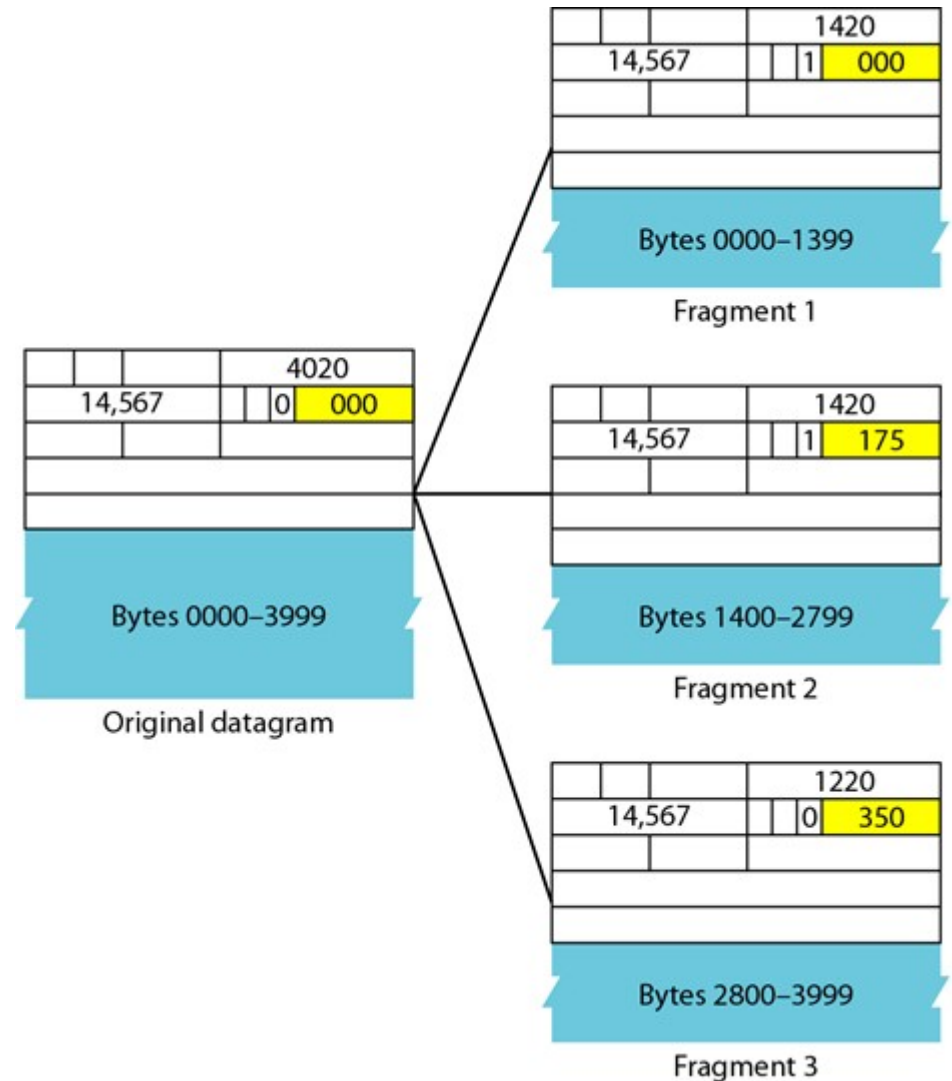 4020
14,567 0 000
Bytes 0000–3999
Original datagram
1420
14,567 1 000
Bytes 0000–1399
Fragment 1
1420
14,567 1 175
Bytes 1400–2799
Fragment 2
1220
14,567 0 350
Bytes 2800–3999
Fragment 3